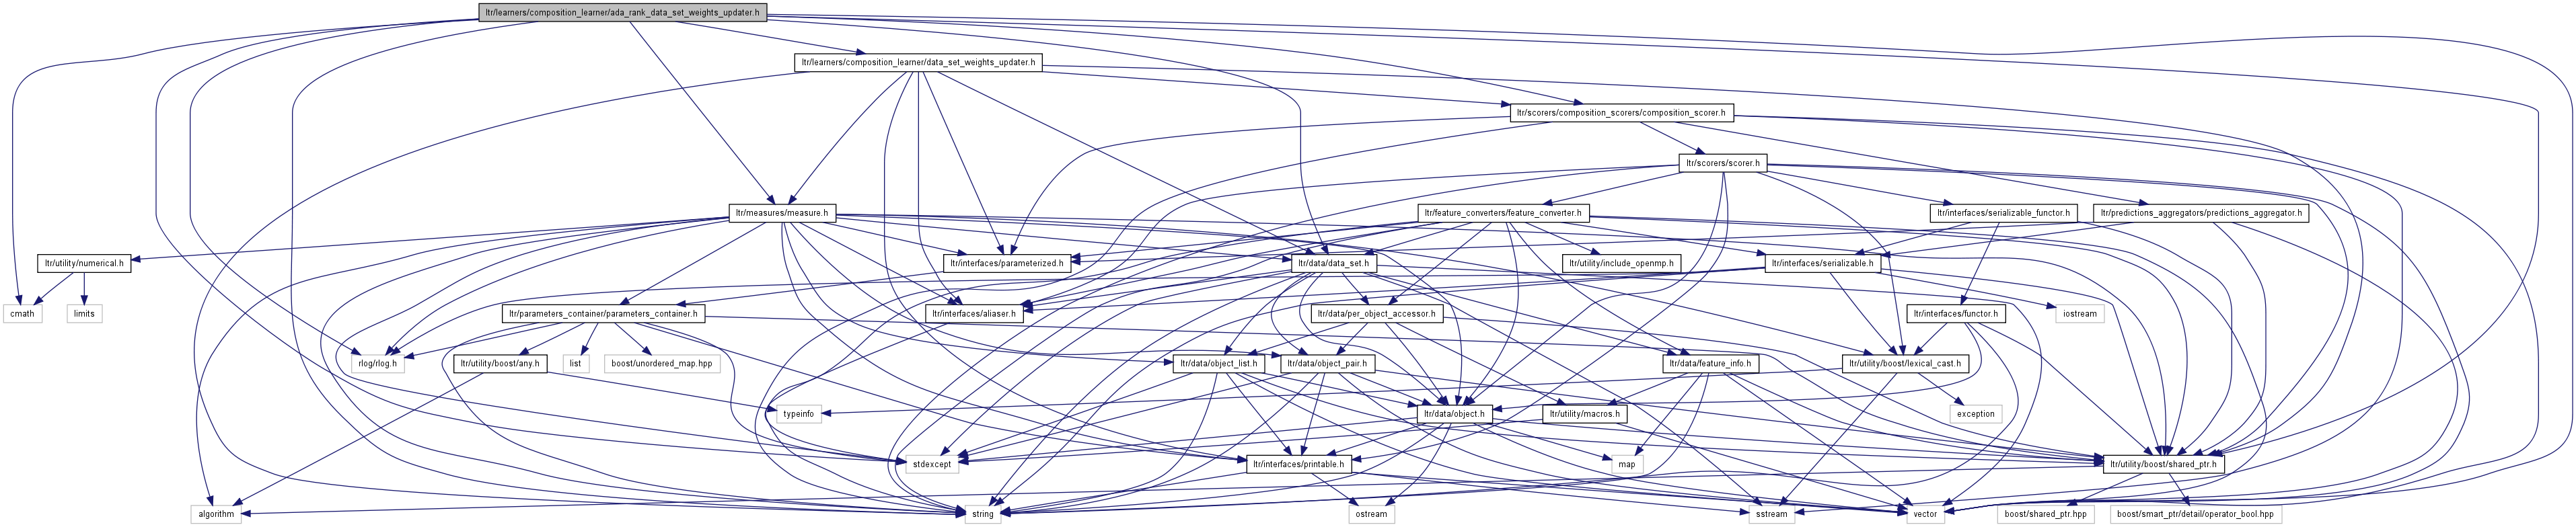 ltr/learners/composition_learner/ada_rank_data_set_weights_updater.h
ltr/learners/composition_learner/data_set_weights_updater.h
ltr/scorers/composition_scorers/composition_scorer.h
ltr/scorers/scorer.h
ltr/measures/measure.h
ltr/feature_converters/feature_converter.h
ltr/interfaces/serializable_functor.h
ltr/predictions_aggregators/predictions_aggregator.h
ltr/utility/numerical.h
ltr/interfaces/parameterized.h
ltr/data/data_set.h
ltr/utility/include_openmp.h
ltr/interfaces/serializable.h
cmath
limits
ltr/parameters_container/parameters_container.h
ltr/interfaces/aliaser.h
ltr/data/per_object_accessor.h
ltr/interfaces/functor.h
iostream
rlog/rlog.h
ltr/utility/boost/any.h
list
boost/unordered_map.hpp
ltr/data/object_list.h
ltr/data/object_pair.h
ltr/data/feature_info.h
ltr/utility/boost/lexical_cast.h
typeinfo
ltr/data/object.h
ltr/utility/macros.h
exception
stdexcept
ltr/interfaces/printable.h
map
ltr/utility/boost/shared_ptr.h
algorithm
string
ostream
sstream
vector
boost/shared_ptr.hpp
boost/smart_ptr/detail/operator_bool.hpp